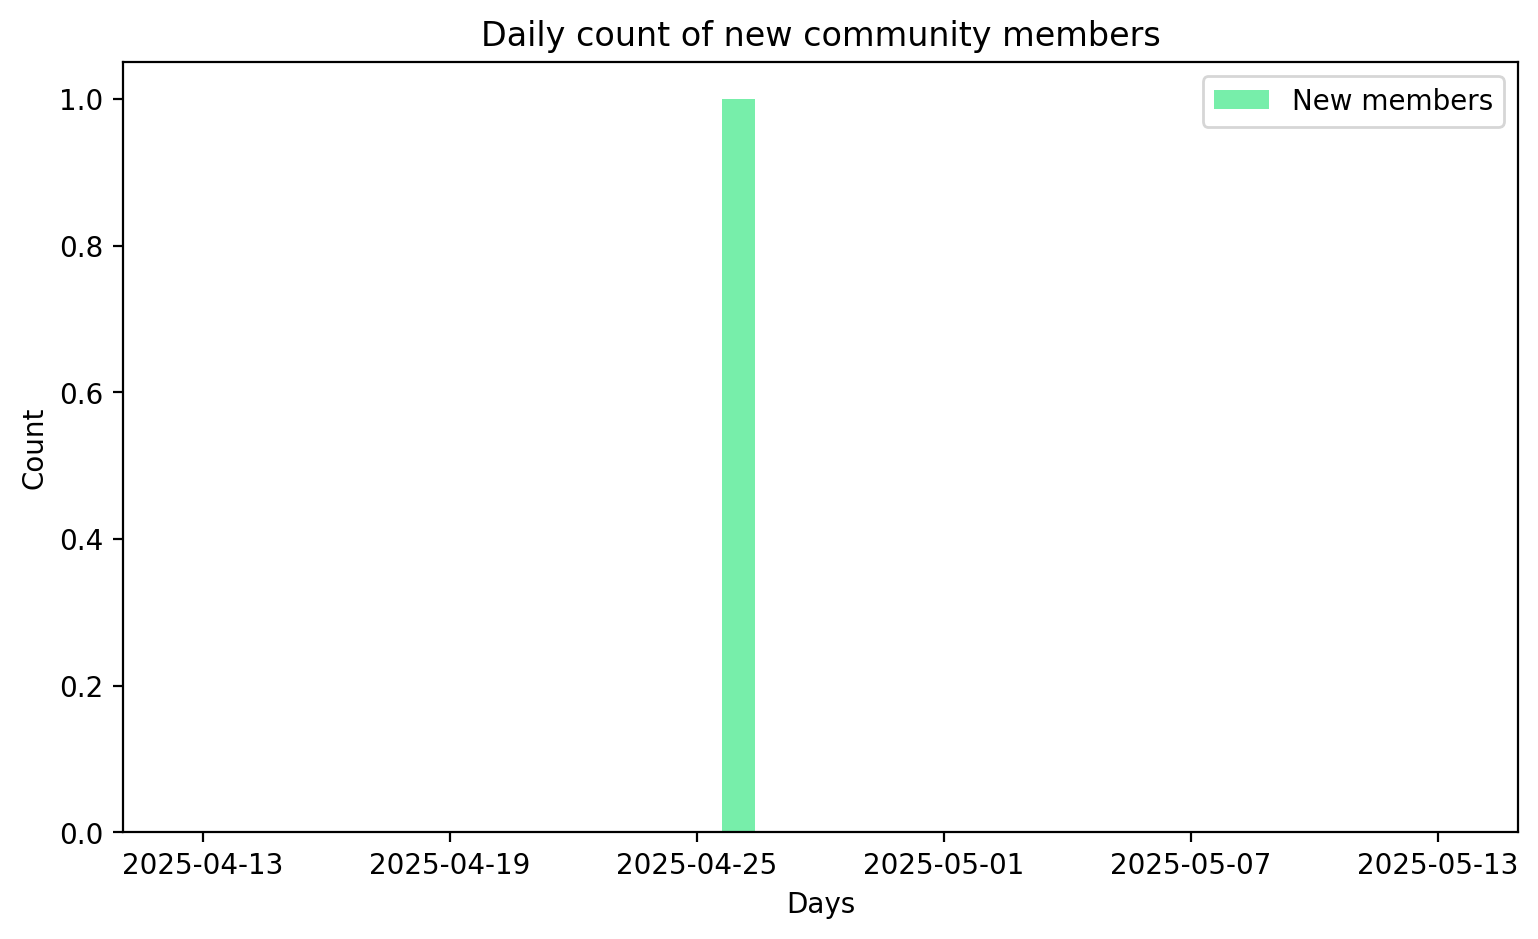 Daily count of new community members
New members
1.0
0.8
0.6
0.4
0.2
0.0
Count
2025-04-13 2025-04-19 2025-04-25 2025-05-01 2025-05-07 2025-05-13
Days